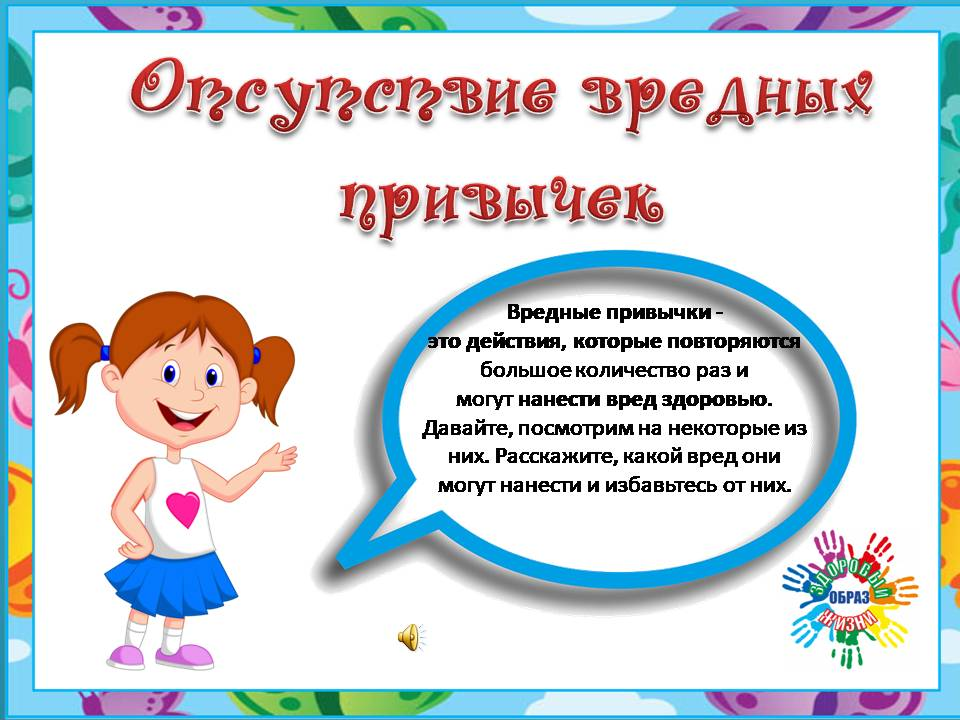 Отсутствие вредных
привычек
Вредные привычки -
это действия, которые повторяются
большое количество раз и
могут нанести вред здоровью.
Давайте, посмотрим на некоторые из
них. Расскажите, какой вред они
могут нанести и избавьтесь от них.
ЗДОРОВЫЙ
ОБРАЗ
ЖИЗНИ